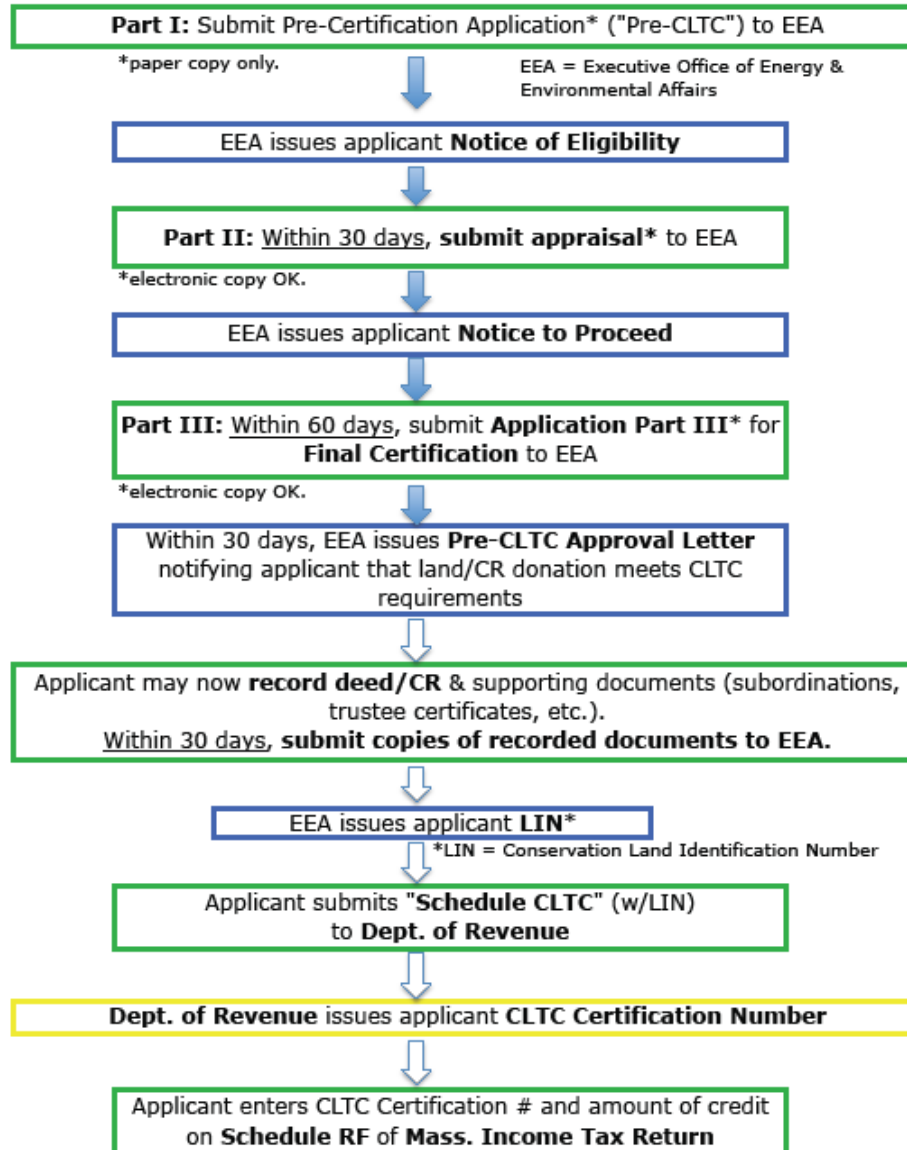 Part I: Submit Pre-Certification Application* ("Pre-CLTC") to EEA
*paper copy only.
EEA = Executive Office of Energy &
Environmental Affairs
EEA issues applicant Notice of Eligibility
Part II: Within 30 days, submit appraisal* to EEA
*electronic copy OK.
EEA issues applicant Notice to Proceed
Part III: Within 60 days, submit Application Part III* for
Final Certification to EEA
*electronic copy OK.
Within 30 days, EEA issues Pre-CLTC Approval Letter
notifying applicant that land/CR donation meets CLTC
requirements
Applicant may now record deed/CR & supporting documents (subordinations,
trustee certificates, etc.).
Within 30 days, submit copies of recorded documents to EEA.
EEA issues applicant LIN*
*LIN = Conservation Land Identification Number
Applicant submits "Schedule CLTC" (w/LIN)
to Dept. of Revenue
Dept. of Revenue issues applicant CLTC Certification Number
Applicant enters CLTC Certification # and amount of credit
on Schedule RF of Mass. Income Tax Return